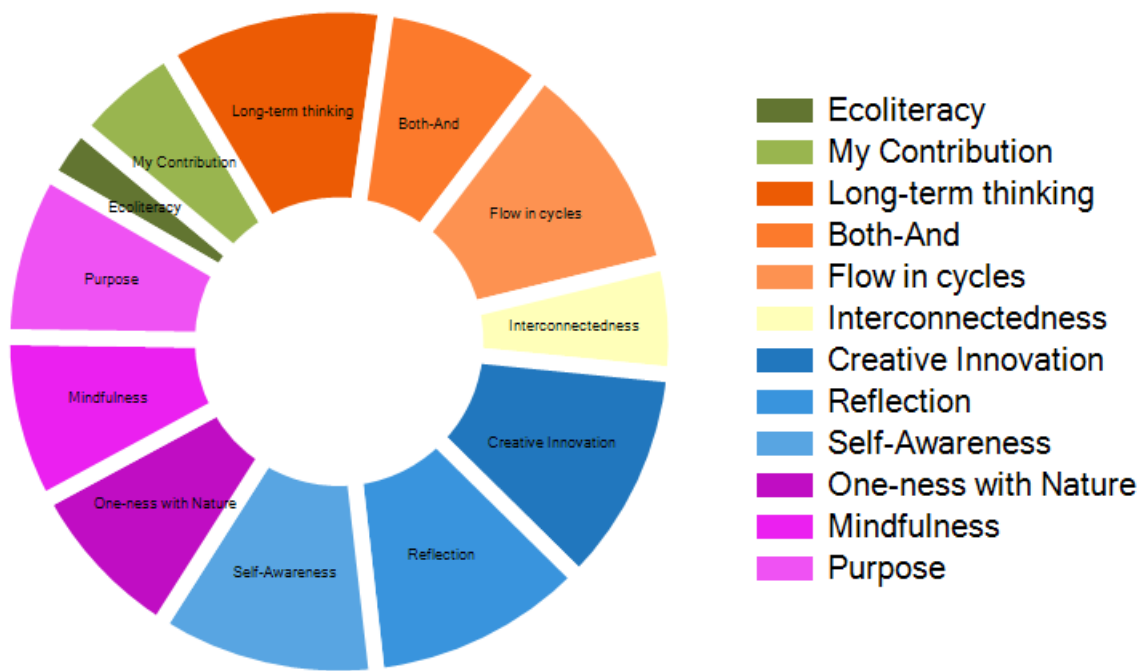 Long-term thinking
Both-And
My Contribution
Ecoliteracy
Flow in cycles
Purpose
Interconnectedness
Mindfulness
Creative Innovation
One-ness with Nature
Reflection
Self-Awareness
Ecoliteracy
My Contribution
Long-term thinking
Both-And
Flow in cycles
Interconnectedness
Creative Innovation
Reflection
Self-Awareness
One-ness with Nature
Mindfulness
Purpose